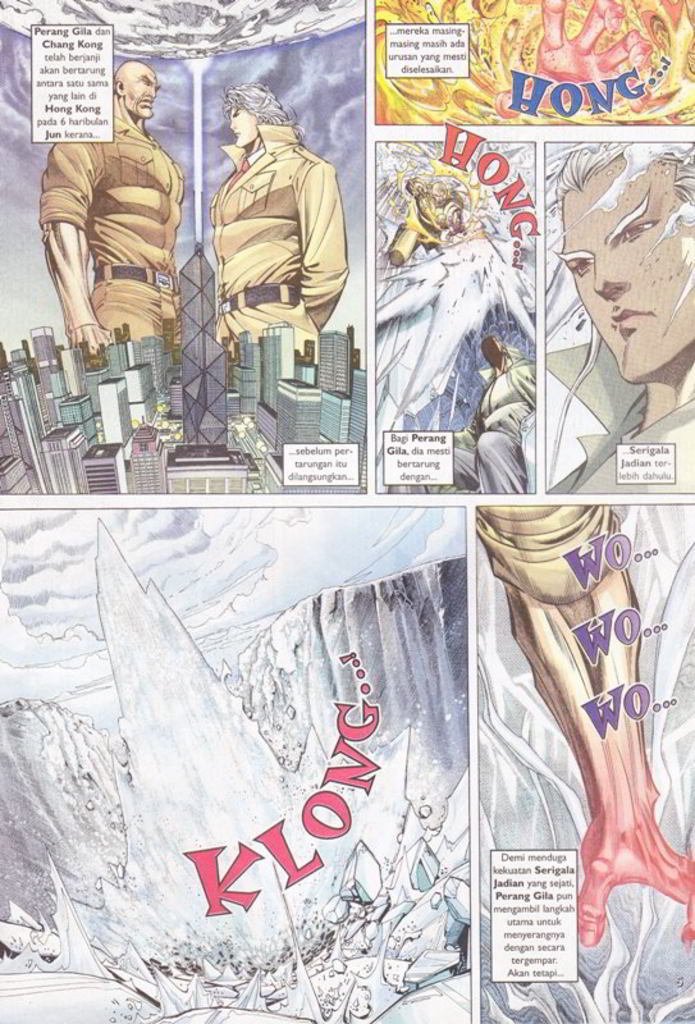 Perang Gila dan
Chang Kong
telah berjanji
akan bertarung
antara satu sama
yang lain di
Hong Kong
pada 6 haribulan
Jun kerana...
...sebelum per-
tarungan itu
dilangsungkan...
...mereka masing-
masing masih ada
urusan yang mesti
diselesaikan.
HONG...!
HONG...
Bagi Perang
Gila, dia mesti
bertarung
dengan...
Serigala
Jadian ter-
lebih dahulu.
KLONG...!
WO...
WO...
WO...
Demi menduga
kekuatan Serigala
Jadian yang sejati,
Perang Gila pun
mengambil langkah
utama untuk
menyerangnya
dengan secara
tergempar.
Akan tetapi...